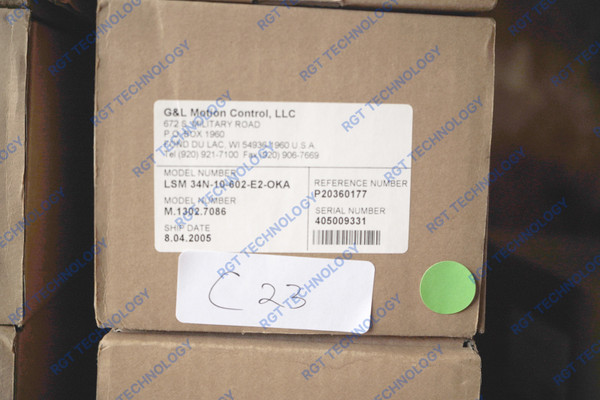 G&L Motion Control, LLC
672 S. MILITARY ROAD
P.O. BOX 1960
FOND DU LAC, WI 54936-1960 U.S.A
Tel (920) 921-7100 Fax (920) 906-7669
MODEL NUMBER
LSM 34N-10-602-E2-OKA
MODEL NUMBER
M.1302.7086
SHIP DATE
8.04.2005
REFERENCE NUMBER
P20360177
SERIAL NUMBER
405009331
C 23
RGT TECHNOLOGY